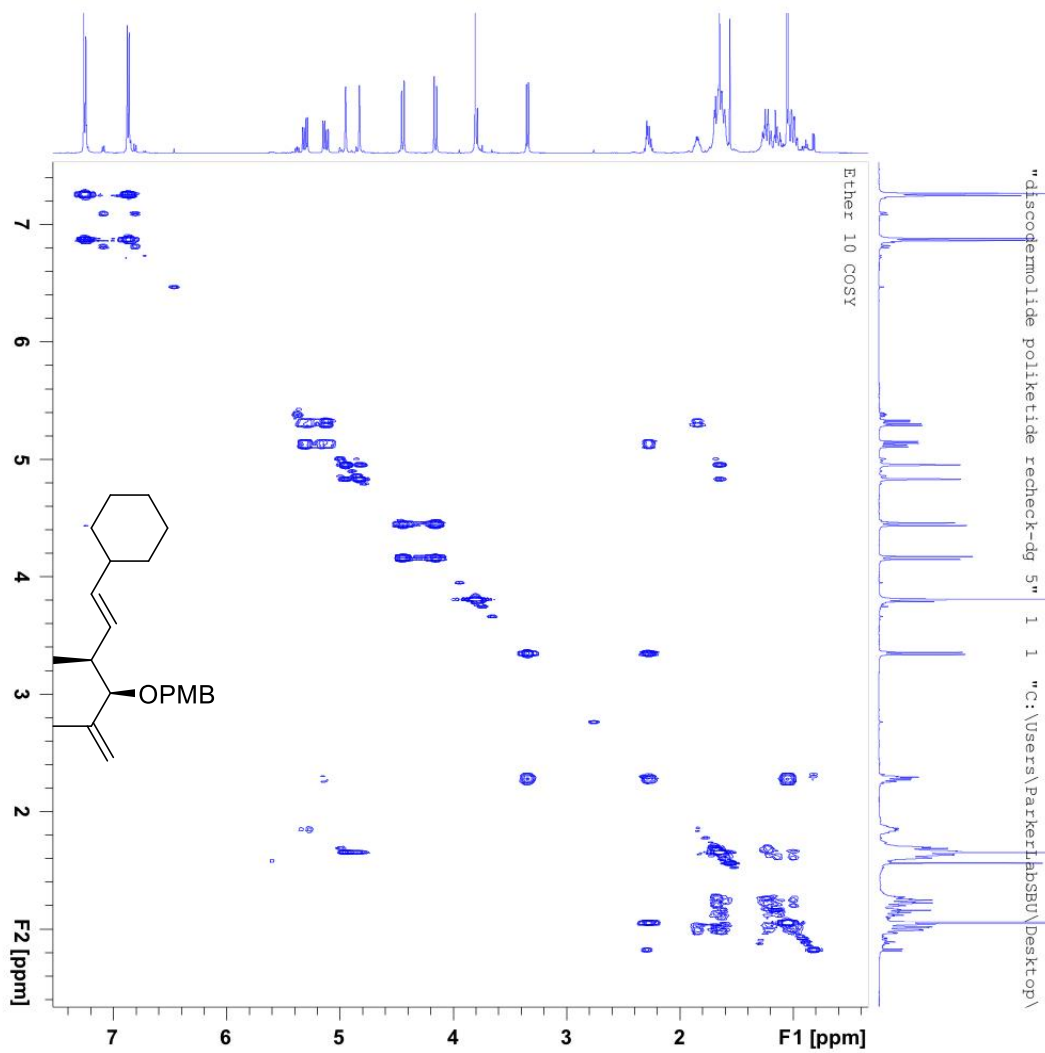 "discodermolide poliketide recheck-dg 5" 1 1 "C:\Users\ParkerLabSBU\Desktop\
Ether 10 COSY
7
6
5
4
3
2
F2 [ppm]
OPMB
7
6
5
4
3
2
F1 [ppm]